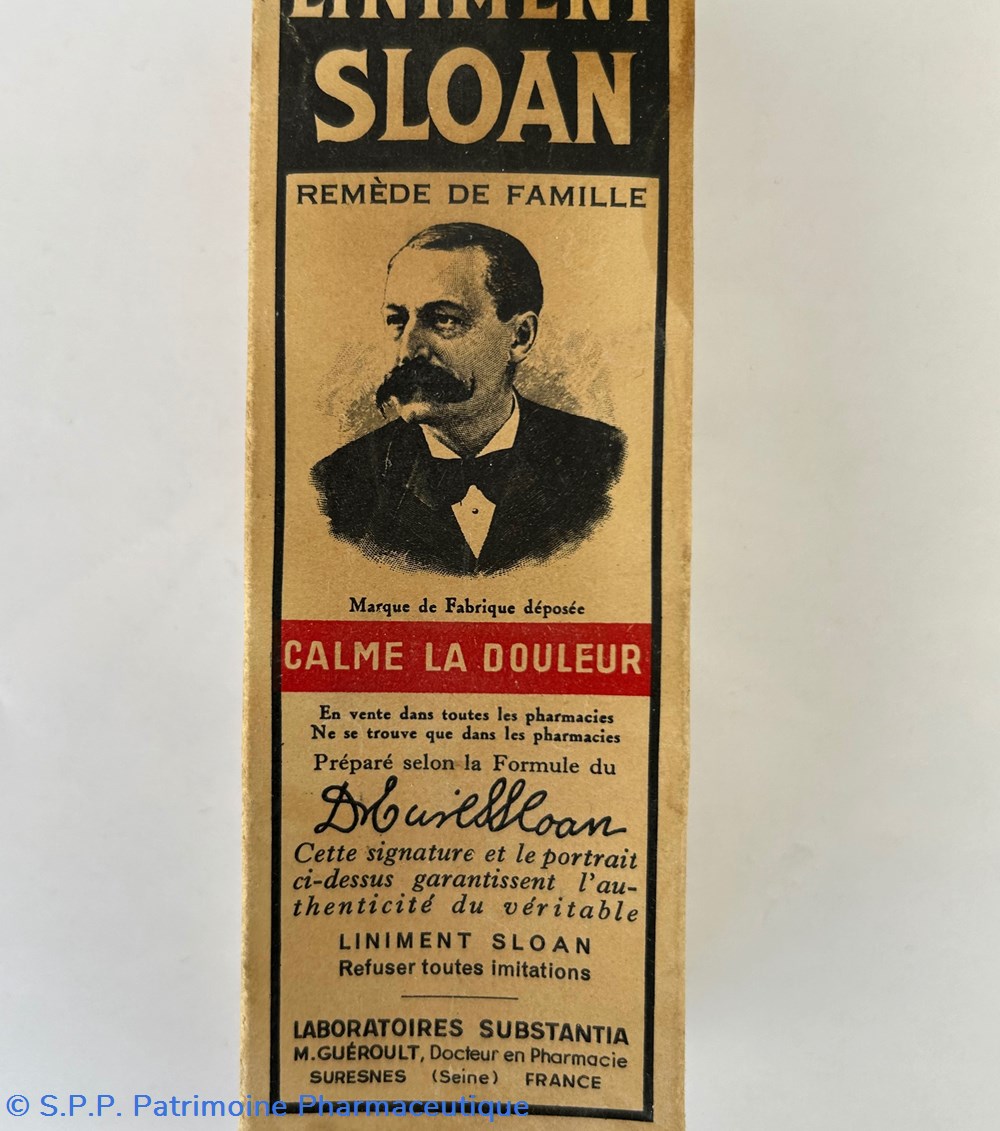 LINIMENT
SLOAN
REMÈDE DE FAMILLE
Marque de Fabrique déposée
CALME LA DOULEUR
En vente dans toutes les pharmacies
Ne se trouve que dans les pharmacies
Préparé selon la Formule du
Dr Earl S Sloan
Cette signature et le portrait
ci-dessus garantissent l'au-
thenticité du véritable
LINIMENT SLOAN
Refuser toutes imitations
LABORATOIRES SUBSTANTIA
M. GUÉROULT, Docteur en Pharmacie
SURESNES (Seine) FRANCE
© S.P.P. Patrimoine Pharmaceutique